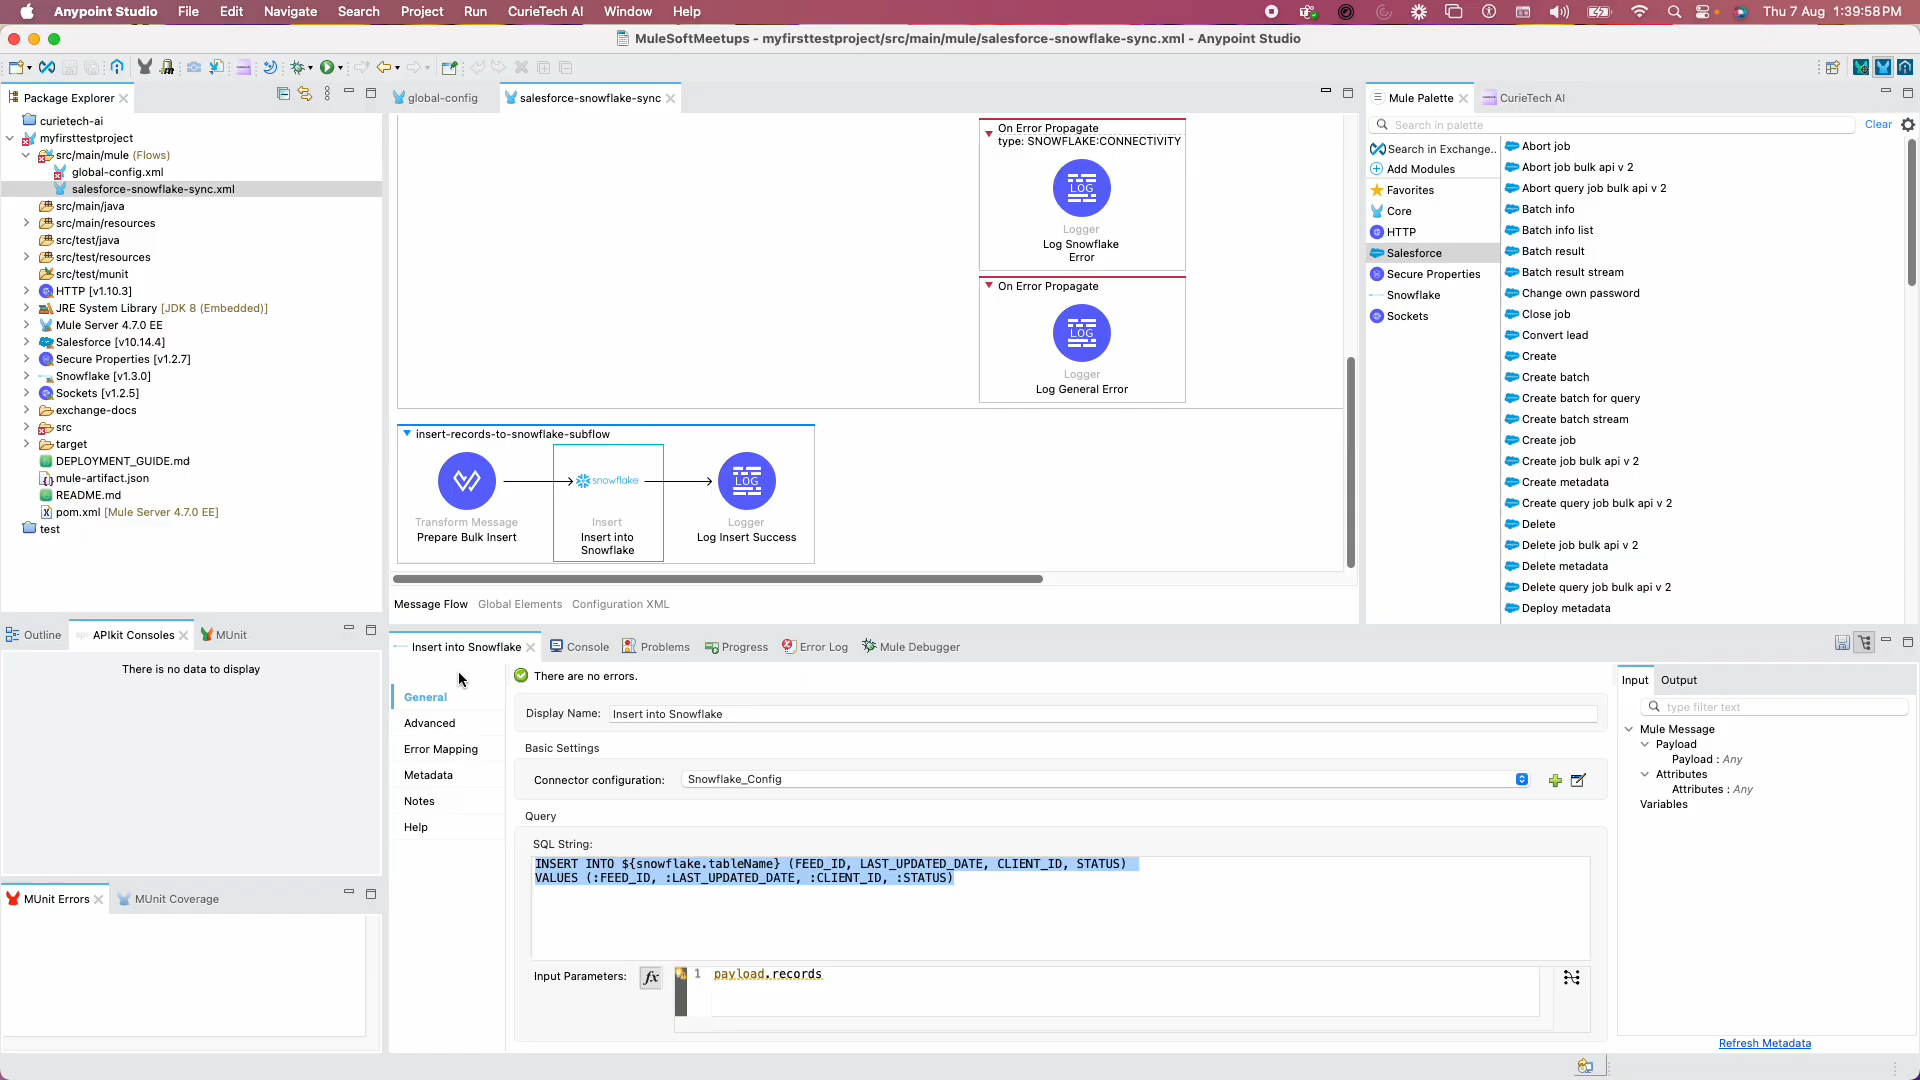 Anypoint Studio File Edit Navigate Search Project Run CurieTech AI Window Help Thu 7 Aug 1:39:58 PM
MuleSoftMeetups - myfirsttestproject/src/main/mule/salesforce-snowflake-sync.xml - Anypoint Studio
Package Explorer
curietech-ai
myfirsttestproject
src/main/mule (Flows)
global-config.xml
salesforce-snowflake-sync.xml
src/main/java
src/main/resources
src/test/java
src/test/resources
src/test/munit
HTTP [v1.10.3]
JRE System Library [JDK 8 (Embedded)]
Mule Server 4.7.0 EE
Salesforce [v10.14.4]
Secure Properties [v1.2.7]
Snowflake [v1.3.0]
Sockets [v1.2.5]
exchange-docs
src
target
DEPLOYMENT_GUIDE.md
mule-artifact.json
README.md
pom.xml [Mule Server 4.7.0 EE]
test
global-config salesforce-snowflake-sync
On Error Propagate
type: SNOWFLAKE:CONNECTIVITY
LOG
Logger
Log Snowflake
Error
On Error Propagate
LOG
Logger
Log General Error
insert-records-to-snowflake-subflow
snowflake LOG
Transform Message Insert Logger
Prepare Bulk Insert Insert into Log Insert Success
Snowflake
Message Flow Global Elements Configuration XML
Mule Palette CurieTech AI
Search in palette Clear
Search in Exchange..
Add Modules
Favorites
Core
HTTP
Salesforce
Secure Properties
Snowflake
Sockets
Abort job
Abort job bulk api v 2
Abort query job bulk api v 2
Batch info
Batch info list
Batch result
Batch result stream
Change own password
Close job
Convert lead
Create
Create batch
Create batch for query
Create batch stream
Create job
Create job bulk api v 2
Create metadata
Create query job bulk api v 2
Delete
Delete job bulk api v 2
Delete metadata
Delete query job bulk api v 2
Deploy metadata
Outline APIkit Consoles MUnit
There is no data to display
MUnit Errors MUnit Coverage
Insert into Snowflake Console Problems Progress Error Log Mule Debugger
General
Advanced
Error Mapping
Metadata
Notes
Help
There are no errors.
Display Name: Insert into Snowflake
Basic Settings
Connector configuration: Snowflake_Config
Query
SQL String:
INSERT INTO ${snowflake.tableName} (FEED_ID, LAST_UPDATED_DATE, CLIENT_ID, STATUS)
VALUES (:FEED_ID, :LAST_UPDATED_DATE, :CLIENT_ID, :STATUS)
Input Parameters: fx 1 payload.records
Input Output
type filter text
Mule Message
Payload
Payload : Any
Attributes
Attributes : Any
Variables
Refresh Metadata